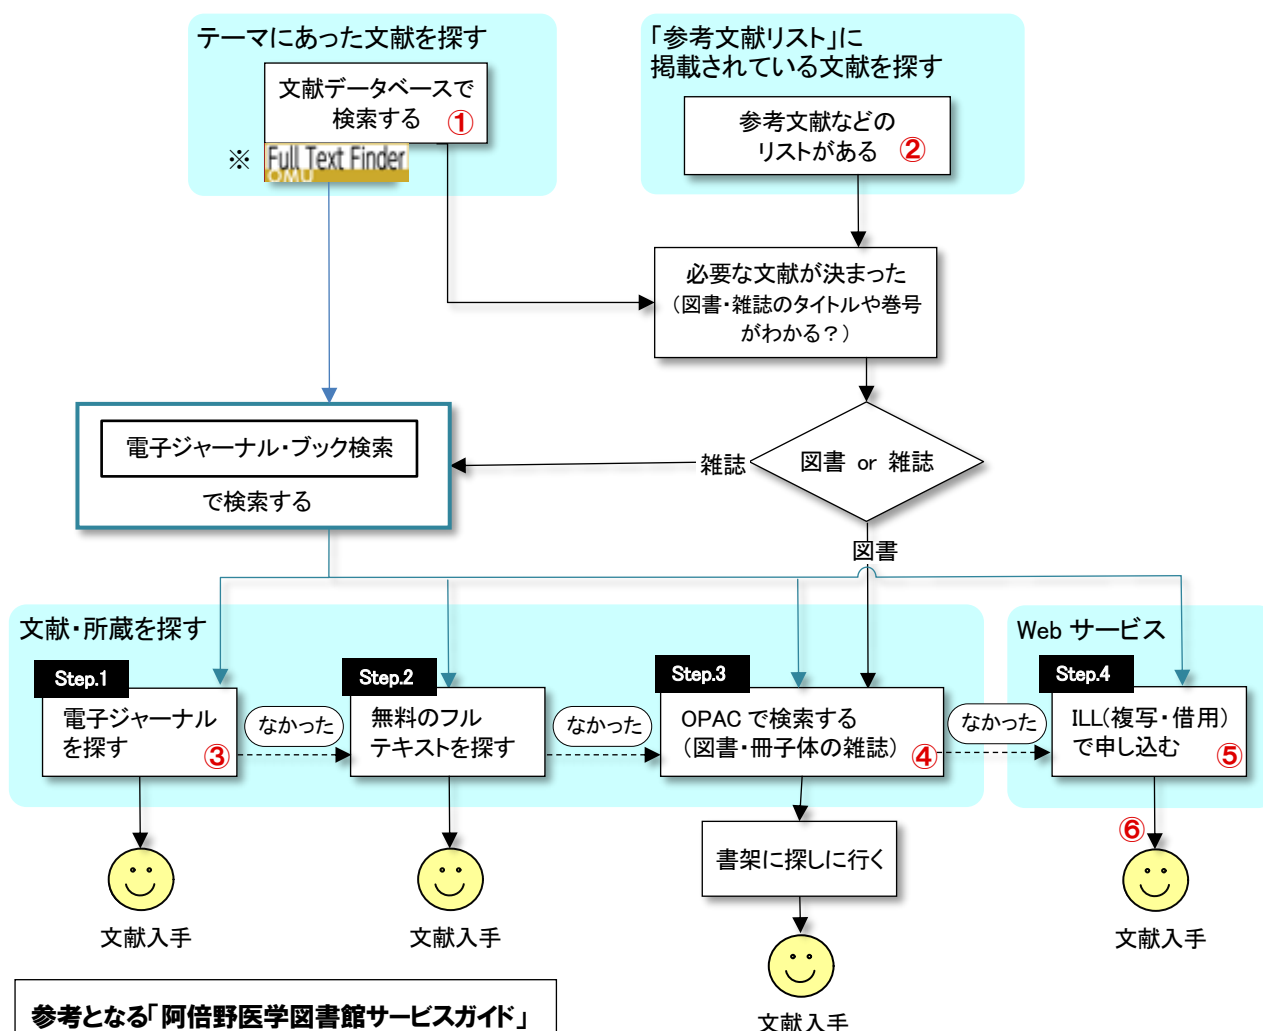 テーマにあった文献を探す
文献データベースで
検索する ①
※ Full Text Finder
OMU
「参考文献リスト」に
掲載されている文献を探す
参考文献などの
リストがある ②
必要な文献が決まった
（図書・雑誌のタイトルや巻号
がわかる？）
図書 or 雑誌
雑誌
図書
電子ジャーナル・ブック検索
で検索する
文献・所蔵を探す
Step.1
電子ジャーナル
を探す ③
なかった
Step.2
無料のフル
テキストを探す
なかった
Step.3
OPAC で検索する
（図書・冊子体の雑誌） ④
なかった
Web サービス
Step.4
ILL(複写・借用)
で申し込む ⑤
⑥
書架に探しに行く
文献入手
文献入手
文献入手
文献入手
参考となる「阿倍野医学図書館サービスガイド」